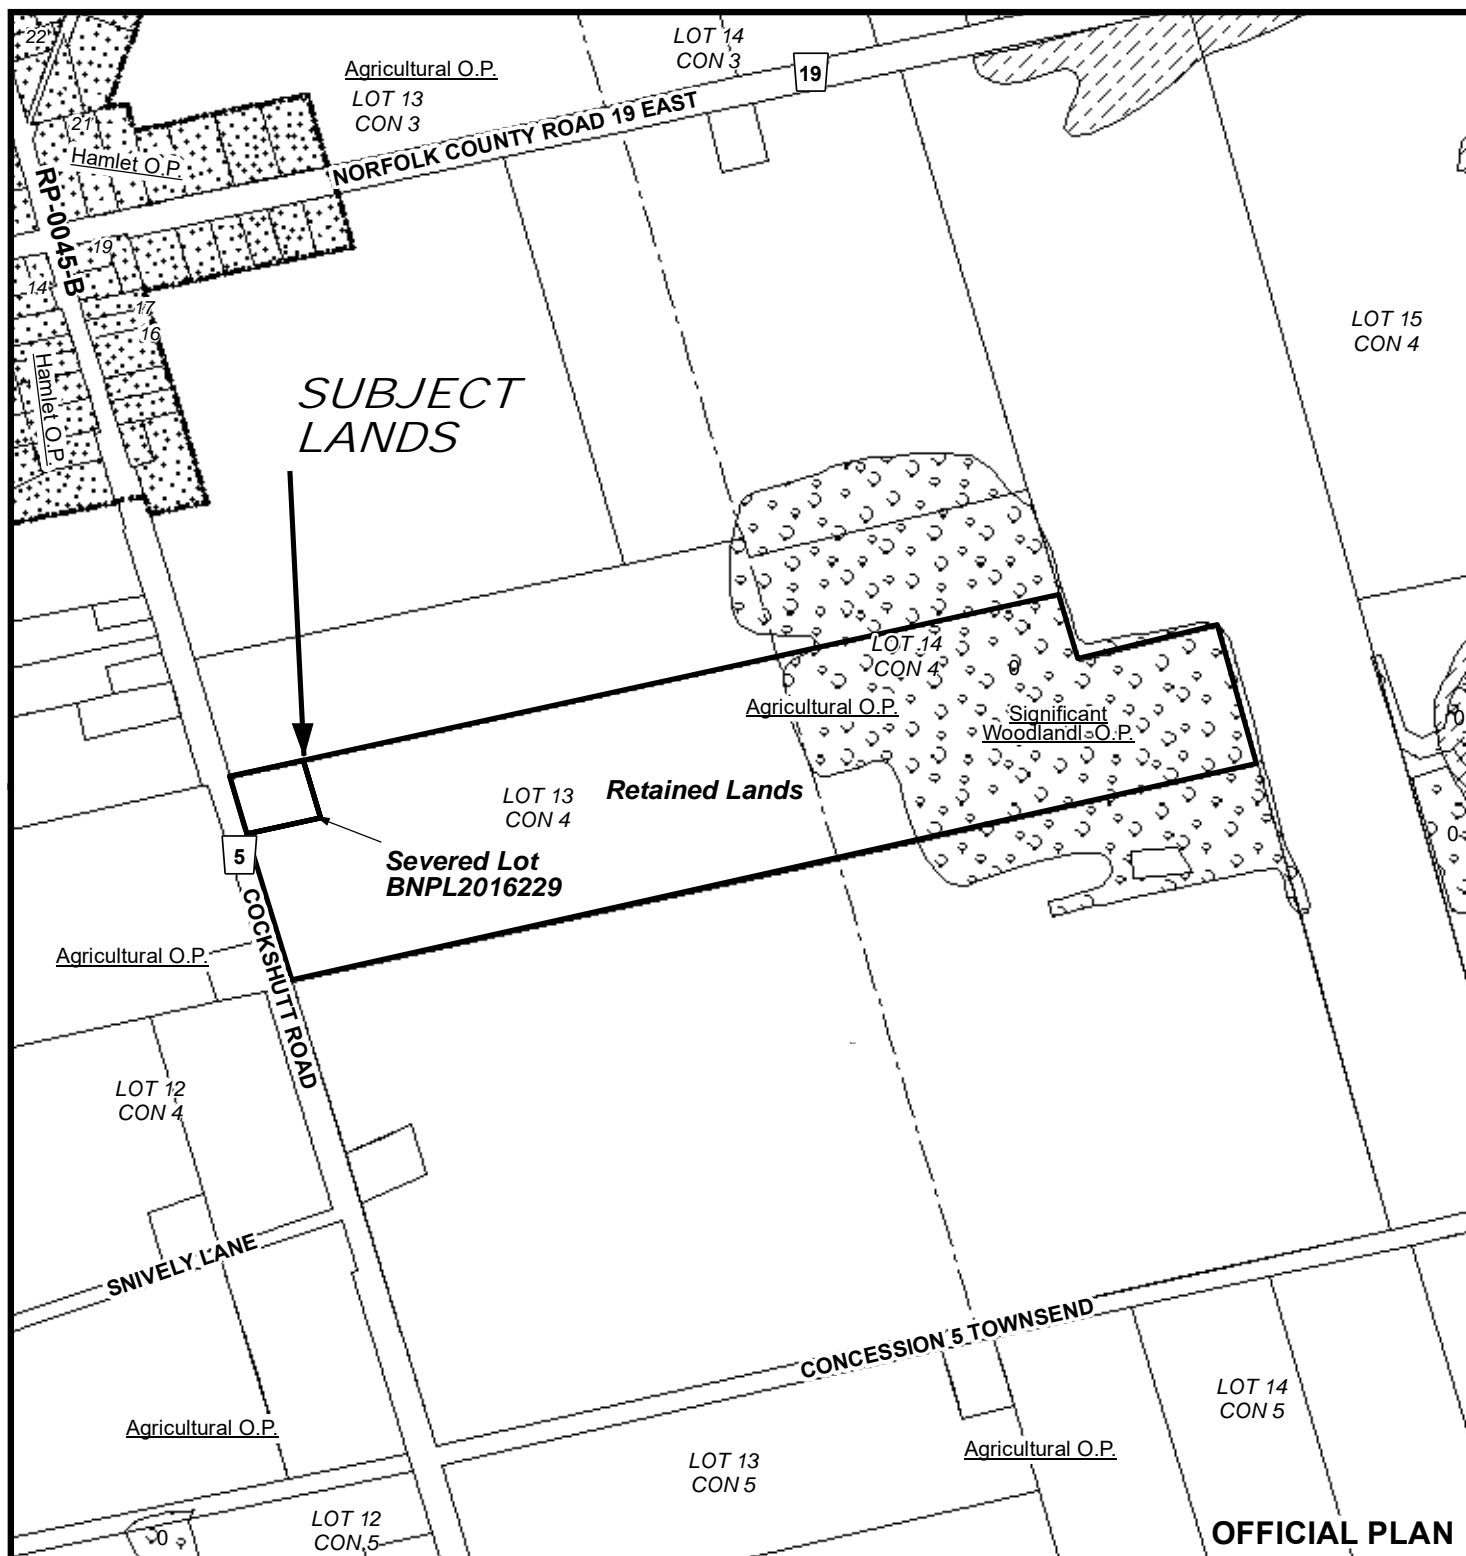 22
Agricultural O.P.
LOT 13
CON 3
LOT 14
CON 3
19
NORFOLK COUNTY ROAD 19 EAST
21
Hamlet O.P.
RP-0045-B
19
14
17
16
Hamlet O.P.
LOT 15
CON 4
SUBJECT
LANDS
LOT 14
CON 4
0
Agricultural O.P.
Significant
Woodland O.P.
0
Retained Lands
LOT 13
CON 4
Severed Lot
BNPL2016229
0
5
COCKSHUTT ROAD
Agricultural O.P.
LOT 12
CON 4
SNIVELY LANE
CONCESSION 5 TOWNSEND
LOT 14
CON 5
Agricultural O.P.
Agricultural O.P.
LOT 13
CON 5
LOT 12
CON 5
0
OFFICIAL PLAN